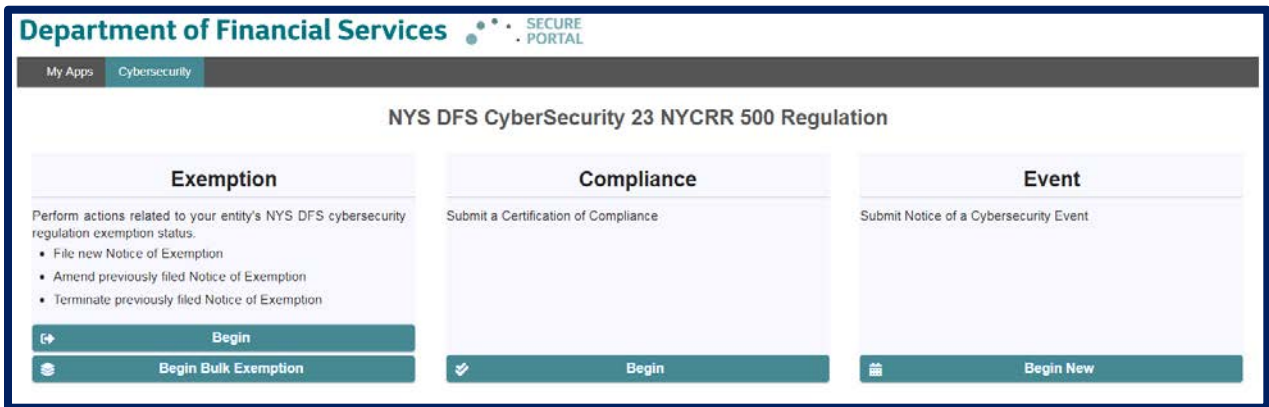 Department of Financial Services SECURE
PORTAL
My Apps Cybersecurity
NYS DFS CyberSecurity 23 NYCRR 500 Regulation
Exemption
Perform actions related to your entity's NYS DFS cybersecurity
regulation exemption status.
• File new Notice of Exemption
• Amend previously filed Notice of Exemption
• Terminate previously filed Notice of Exemption
Begin
Begin Bulk Exemption
Compliance
Submit a Certification of Compliance
Begin
Event
Submit Notice of a Cybersecurity Event
Begin New